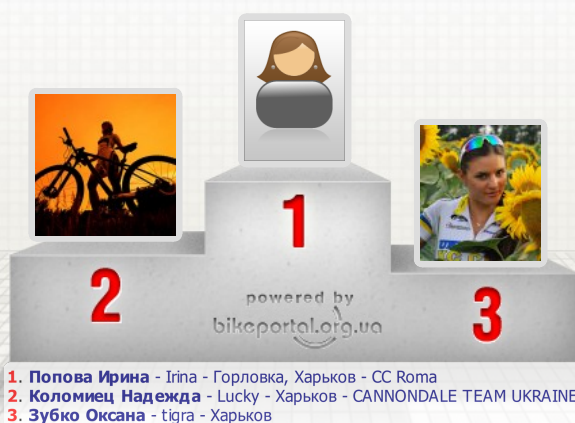 1
2
3
powered by
bikeportal.org.ua
1. Попова Ирина - Irina - Горловка, Харьков - CC Roma
2. Коломиец Надежда - Lucky - Харьков - CANNONDALE TEAM UKRAINE
3. Зубко Оксана - tigra - Харьков